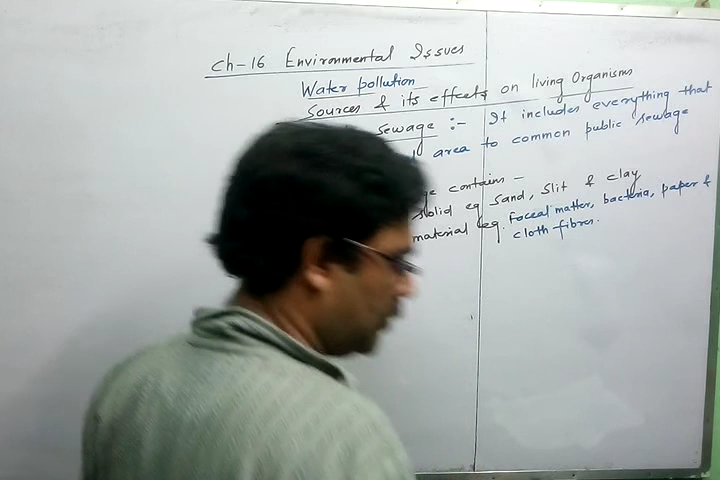 Ch-16 Environmental Issues
Water pollution
Sources & its effects on living Organisms
sewage :- It includes everything that
area to common public sewage
contains -
solid eg sand, slit & clay
material eg. Foceal matter, bacteria, paper &
cloth fibres.